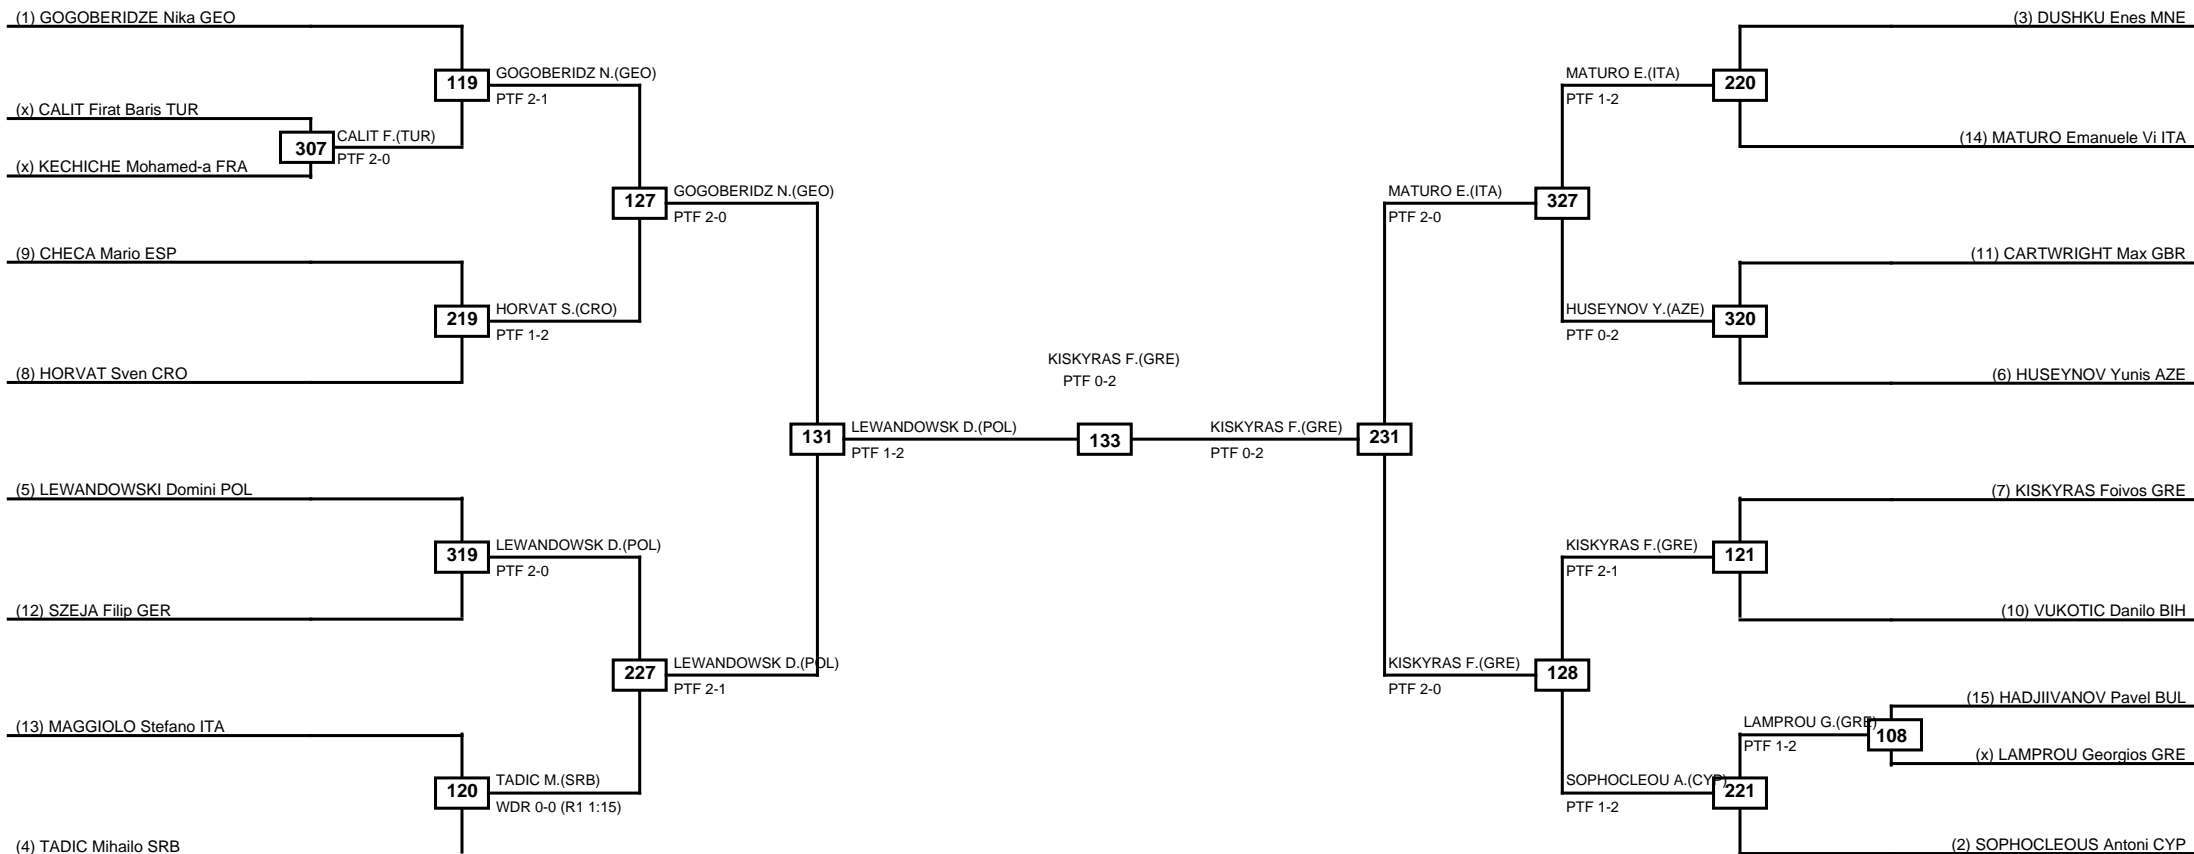 (1) GOGOBERIDZE Nika GEO
119
GOGOBERIDZ N.(GEO)
PTF 2-1
(x) CALIT Firat Baris TUR
307
CALIT F.(TUR)
PTF 2-0
(x) KECHICHE Mohamed-a FRA
127
GOGOBERIDZ N.(GEO)
PTF 2-0
(9) CHECA Mario ESP
219
HORVAT S.(CRO)
PTF 1-2
(8) HORVAT Sven CRO
131
LEWANDOWSK D.(POL)
PTF 1-2
(5) LEWANDOWSKI Domini POL
319
LEWANDOWSK D.(POL)
PTF 2-0
(12) SZEJA Filip GER
227
LEWANDOWSK D.(POL)
PTF 2-1
(13) MAGGIOLO Stefano ITA
120
TADIC M.(SRB)
WDR 0-0 (R1 1:15)
(4) TADIC Mihailo SRB
KISKYRAS F.(GRE)
PTF 0-2
133
(3) DUSHKU Enes MNE
MATURO E.(ITA)
PTF 1-2
220
(14) MATURO Emanuele Vi ITA
MATURO E.(ITA)
PTF 2-0
327
(11) CARTWRIGHT Max GBR
HUSEYNOV Y.(AZE)
PTF 0-2
320
(6) HUSEYNOV Yunis AZE
KISKYRAS F.(GRE)
PTF 0-2
231
(7) KISKYRAS Foivos GRE
KISKYRAS F.(GRE)
PTF 2-1
121
(10) VUKOTIC Danilo BIH
KISKYRAS F.(GRE)
PTF 2-0
128
(15) HADJIIVANOV Pavel BUL
LAMPROU G.(GRE)
PTF 1-2
108
(x) LAMPROU Georgios GRE
SOPHOCLEOU A.(CYP)
PTF 1-2
221
(2) SOPHOCLEOUS Antoni CYP